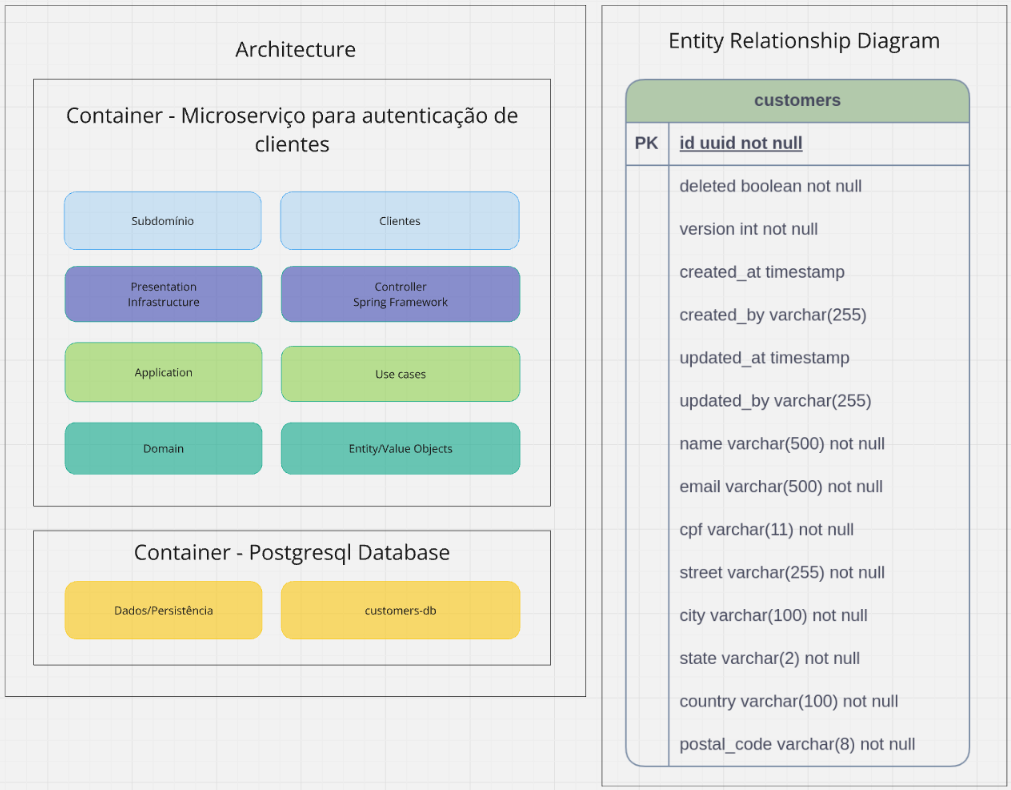 Architecture
Container - Microserviço para autenticação de
clientes
Subdomínio
Clientes
Presentation
Infrastructure
Controller
Spring Framework
Application
Use cases
Domain
Entity/Value Objects
Container - Postgresql Database
Dados/Persistência
customers-db
Entity Relationship Diagram
customers
PK
id uuid not null
deleted boolean not null
version int not null
created_at timestamp
created_by varchar(255)
updated_at timestamp
updated_by varchar(255)
name varchar(500) not null
email varchar(500) not null
cpf varchar(11) not null
street varchar(255) not null
city varchar(100) not null
state varchar(2) not null
country varchar(100) not null
postal_code varchar(8) not null